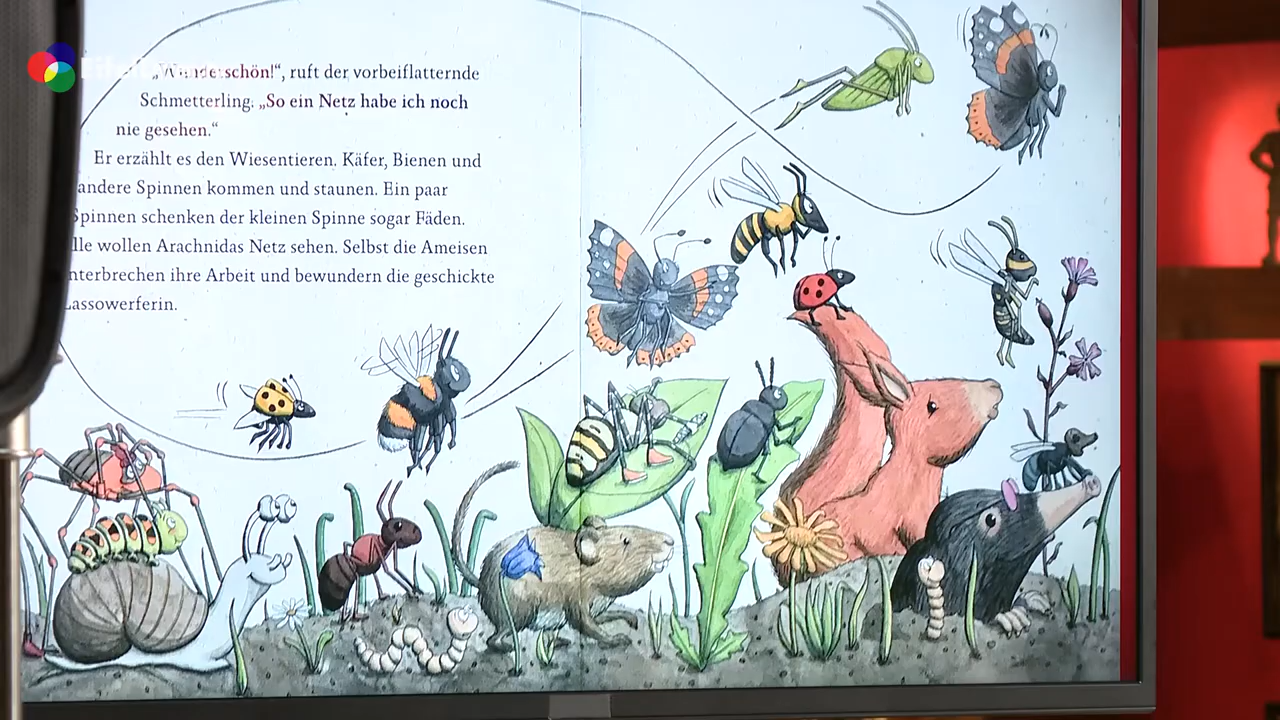 „Wunderschön!“, ruft der vorbeiflatternde
Schmetterling. „So ein Netz habe ich noch
nie gesehen.“
Er erzählt es den Wiesentieren. Käfer, Bienen und
andere Spinnen kommen und staunen. Ein paar
Spinnen schenken der kleinen Spinne sogar Fäden.
lle wollen Arachnidas Netz sehen. Selbst die Ameisen
nterbrechen ihre Arbeit und bewundern die geschickte
Lassowerferin.